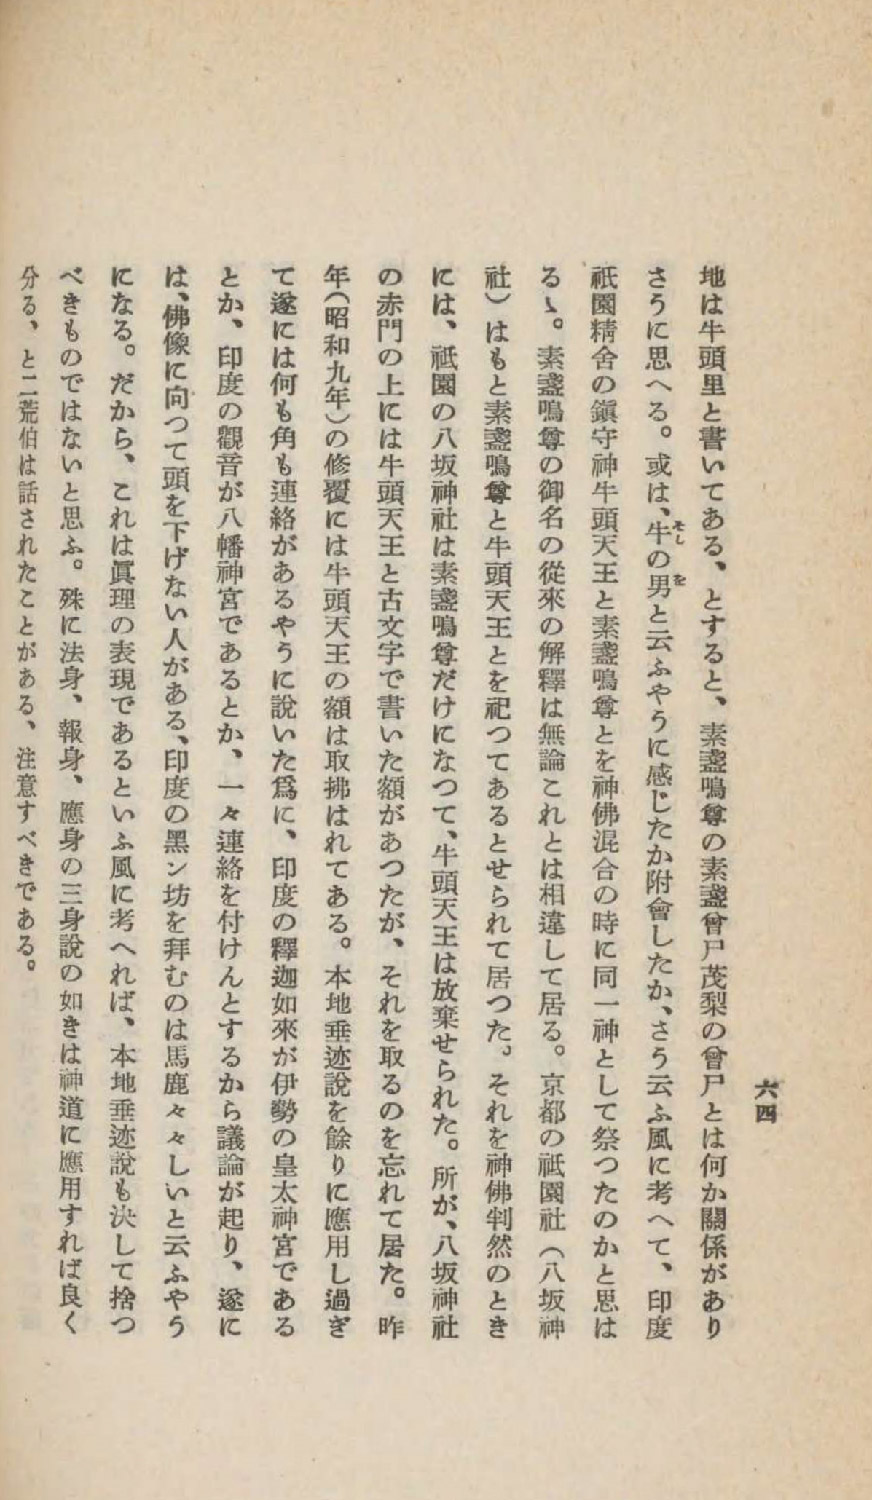 六四
地は牛頭里と書いてある、とすると、素盞嗚尊の素盞曾尸茂梨の曾尸とは何か關係があり
さうに思へる。或は、牛の男と云ふやうに感じたか附會したか、さう云ふ風に考へて、印度
そし を
祇園精舍の鎭守神牛頭天王と素盞嗚尊とを神佛混合の時に同一神として祭つたのかと思は
るゝ。素盞嗚尊の御名の從來の解釋は無論これとは相違して居る。京都の祇園社(八坂神
社)はもと素盞嗚尊と牛頭天王とを祀つてあるとせられて居つた。それを神佛判然のとき
には、祇園の八坂神社は素盞嗚尊だけになつて、牛頭天王は放棄せられた。所が、八坂神社
の赤門の上には牛頭天王と古文字で書いた額があつたが、それを取るのを忘れて居た。昨
年(昭和九年)の修覆には牛頭天王の額は取拂はれてある。本地垂迹說を餘りに應用し過ぎ
て遂には何も角も連絡があるやうに說いた爲に、印度の釋迦如來が伊勢の皇太神宮である
とか、印度の觀音が八幡神宮であるとか、一々連絡を付けんとするから議論が起り、遂に
は、佛像に向つて頭を下げない人がある、印度の黑ン坊を拜むのは馬鹿々々しいと云ふやう
になる。だから、これは眞理の表現であるといふ風に考へれば、本地垂迹說も決して捨つ
べきものではないと思ふ。殊に法身、報身、應身の三身說の如きは神道に應用すれば良く
分る、と二荒伯は話されたことがある、注意すべきである。